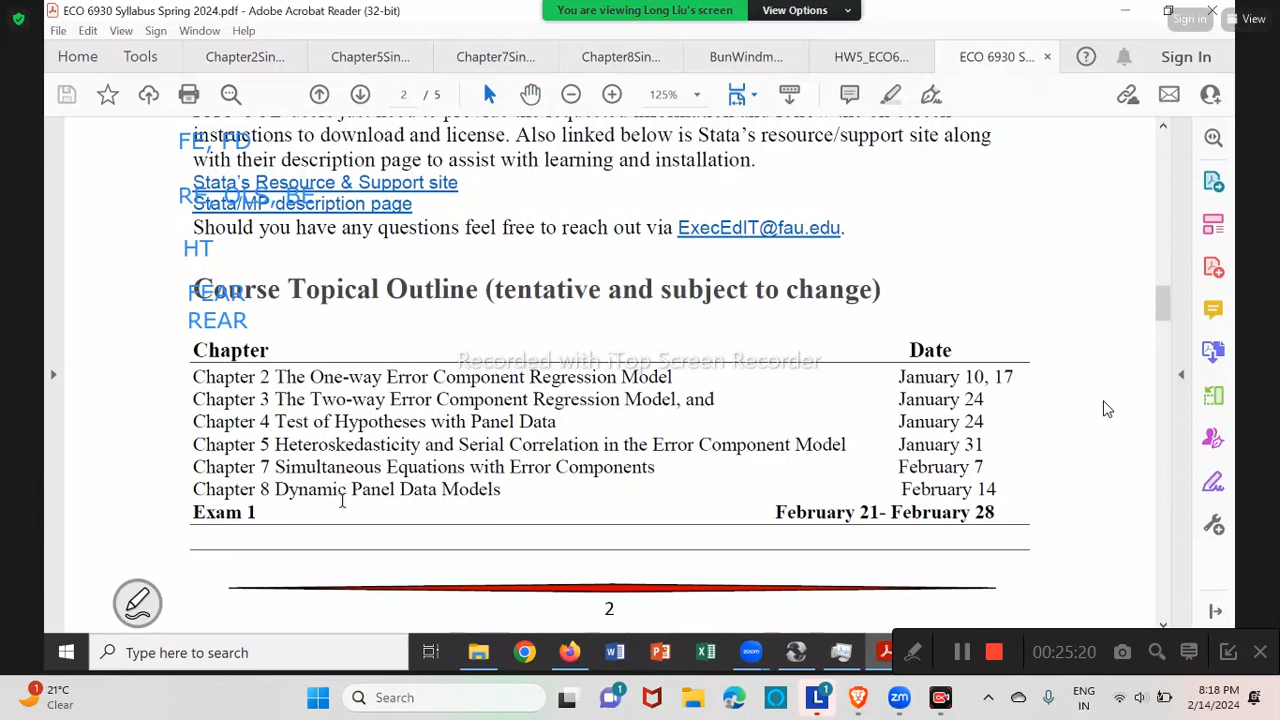 ECO 6930 Syllabus Spring 2024.pdf - Adobe Acrobat Reader (32-bit)
You are viewing Long Liu's screen
View Options
Sign in
View
File Edit View Sign Window Help
Home Tools Chapter2Sin... Chapter5Sin... Chapter7Sin... Chapter8Sin... BunWindm... HW5_ECO6... ECO 6930 S... × Sign In
2 / 5
125%
instructions to download and license. Also linked below is Stata's resource/support site along
FE, FD
with their description page to assist with learning and installation.
Stata's Resource & Support site
RE, OLS, BE
Stata/MP description page
Should you have any questions feel free to reach out via ExecEdIT@fau.edu.
HT
Course Topical Outline (tentative and subject to change)
FEAR
REAR
Chapter Date
Recorded with iTop Screen Recorder
Chapter 2 The One-way Error Component Regression Model January 10, 17
Chapter 3 The Two-way Error Component Regression Model, and January 24
Chapter 4 Test of Hypotheses with Panel Data January 24
Chapter 5 Heteroskedasticity and Serial Correlation in the Error Component Model January 31
Chapter 7 Simultaneous Equations with Error Components February 7
Chapter 8 Dynamic Panel Data Models February 14
Exam 1 February 21- February 28
2
Type here to search
00:25:20
1
21°C
Clear
Search
1
1
ENG
IN
8:18 PM
2/14/2024